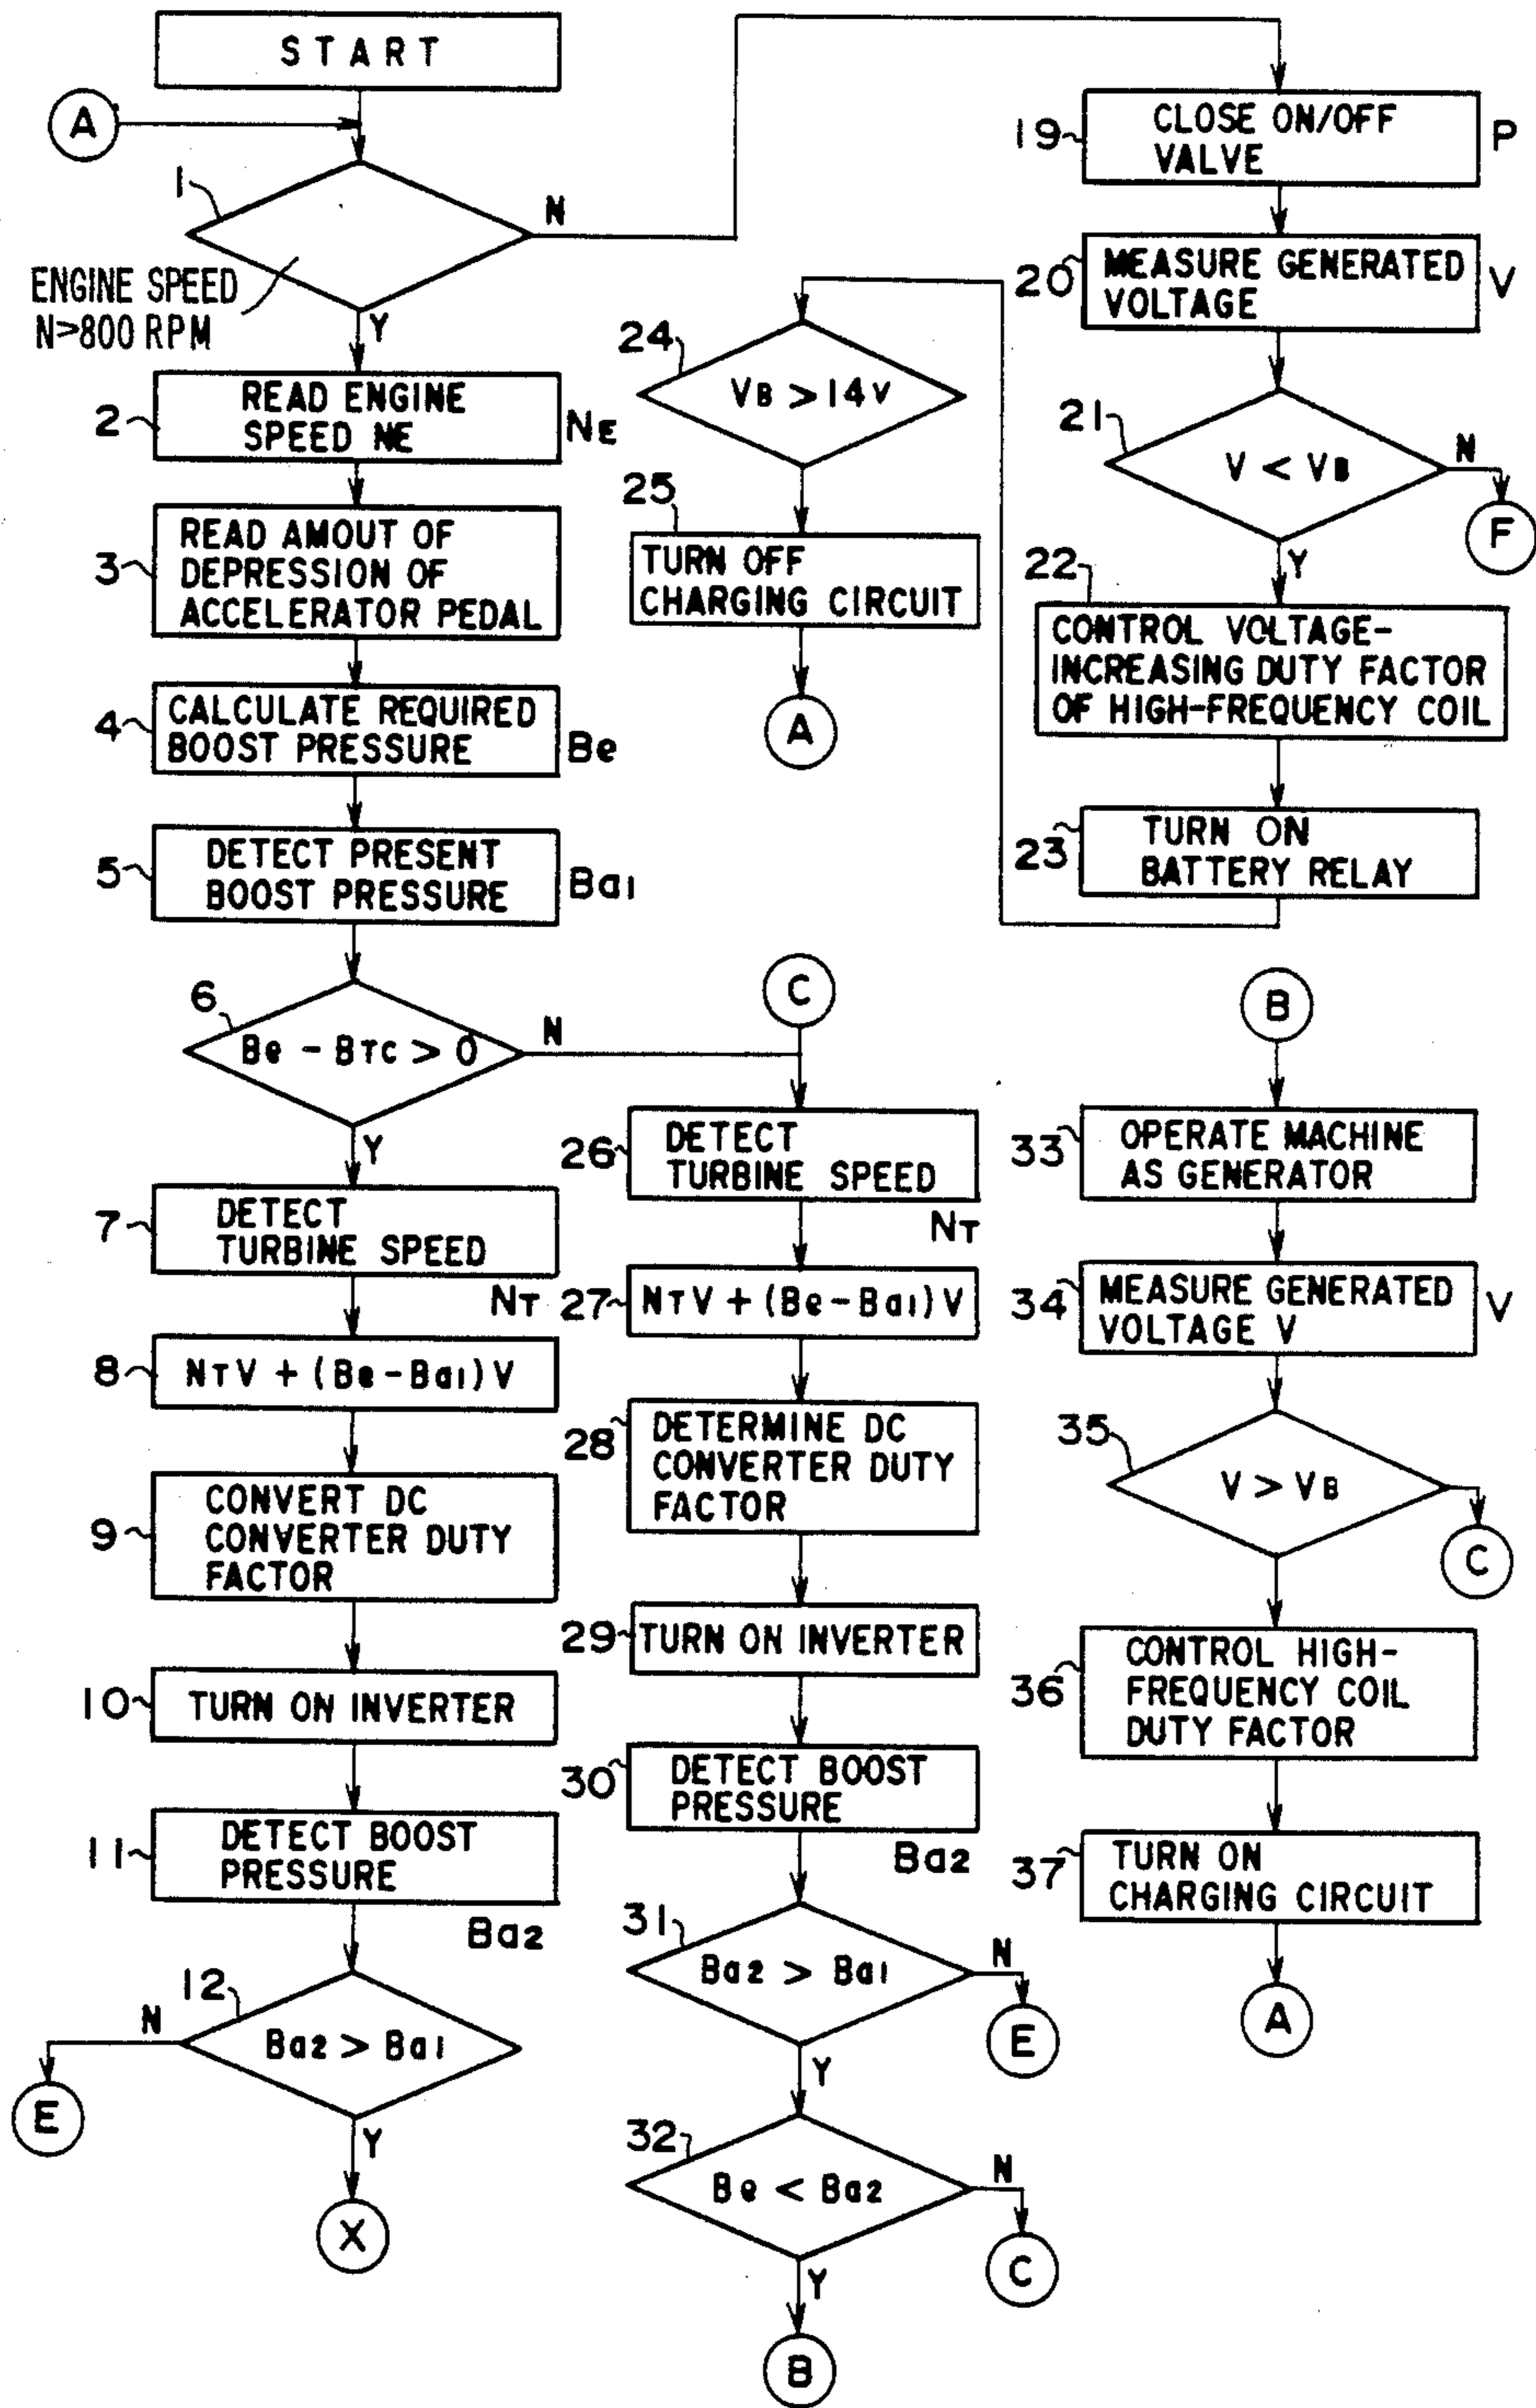 START
A
1
N
ENGINE SPEED
N>800 RPM
Y
2
READ ENGINE
SPEED NE
NE
3
READ AMOUT OF
DEPRESSION OF
ACCELERATOR PEDAL
4
CALCULATE REQUIRED
BOOST PRESSURE
Be
5
DETECT PRESENT
BOOST PRESSURE
Ba1
6
Be - BTC > 0
N
Y
7
DETECT
TURBINE SPEED
NT
8
NTV + (Be-Ba1) V
9
CONVERT DC
CONVERTER DUTY
FACTOR
10
TURN ON INVERTER
11
DETECT BOOST
PRESSURE
Ba2
12
N
Ba2 > Ba1
E
Y
X
24
VB > 14V
25
TURN OFF
CHARGING CIRCUIT
A
C
26
DETECT
TURBINE SPEED
NT
27
NTV + (Be-Ba1) V
28
DETERMINE DC
CONVERTER DUTY
FACTOR
29
TURN ON INVERTER
30
DETECT BOOST
PRESSURE
Ba2
31
Ba2 > Ba1
N
E
Y
32
Be < Ba2
N
C
Y
B
19
CLOSE ON/OFF
VALVE
P
20
MEASURE GENERATED
VOLTAGE
V
21
V < VB
N
F
Y
22
CONTROL VOLTAGE-
INCREASING DUTY FACTOR
OF HIGH-FREQUENCY COIL
23
TURN ON
BATTERY RELAY
B
33
OPERATE MACHINE
AS GENERATOR
34
MEASURE GENERATED
VOLTAGE V
V
35
V > VB
C
36
CONTROL HIGH-
FREQUENCY COIL
DUTY FACTOR
37
TURN ON
CHARGING CIRCUIT
A